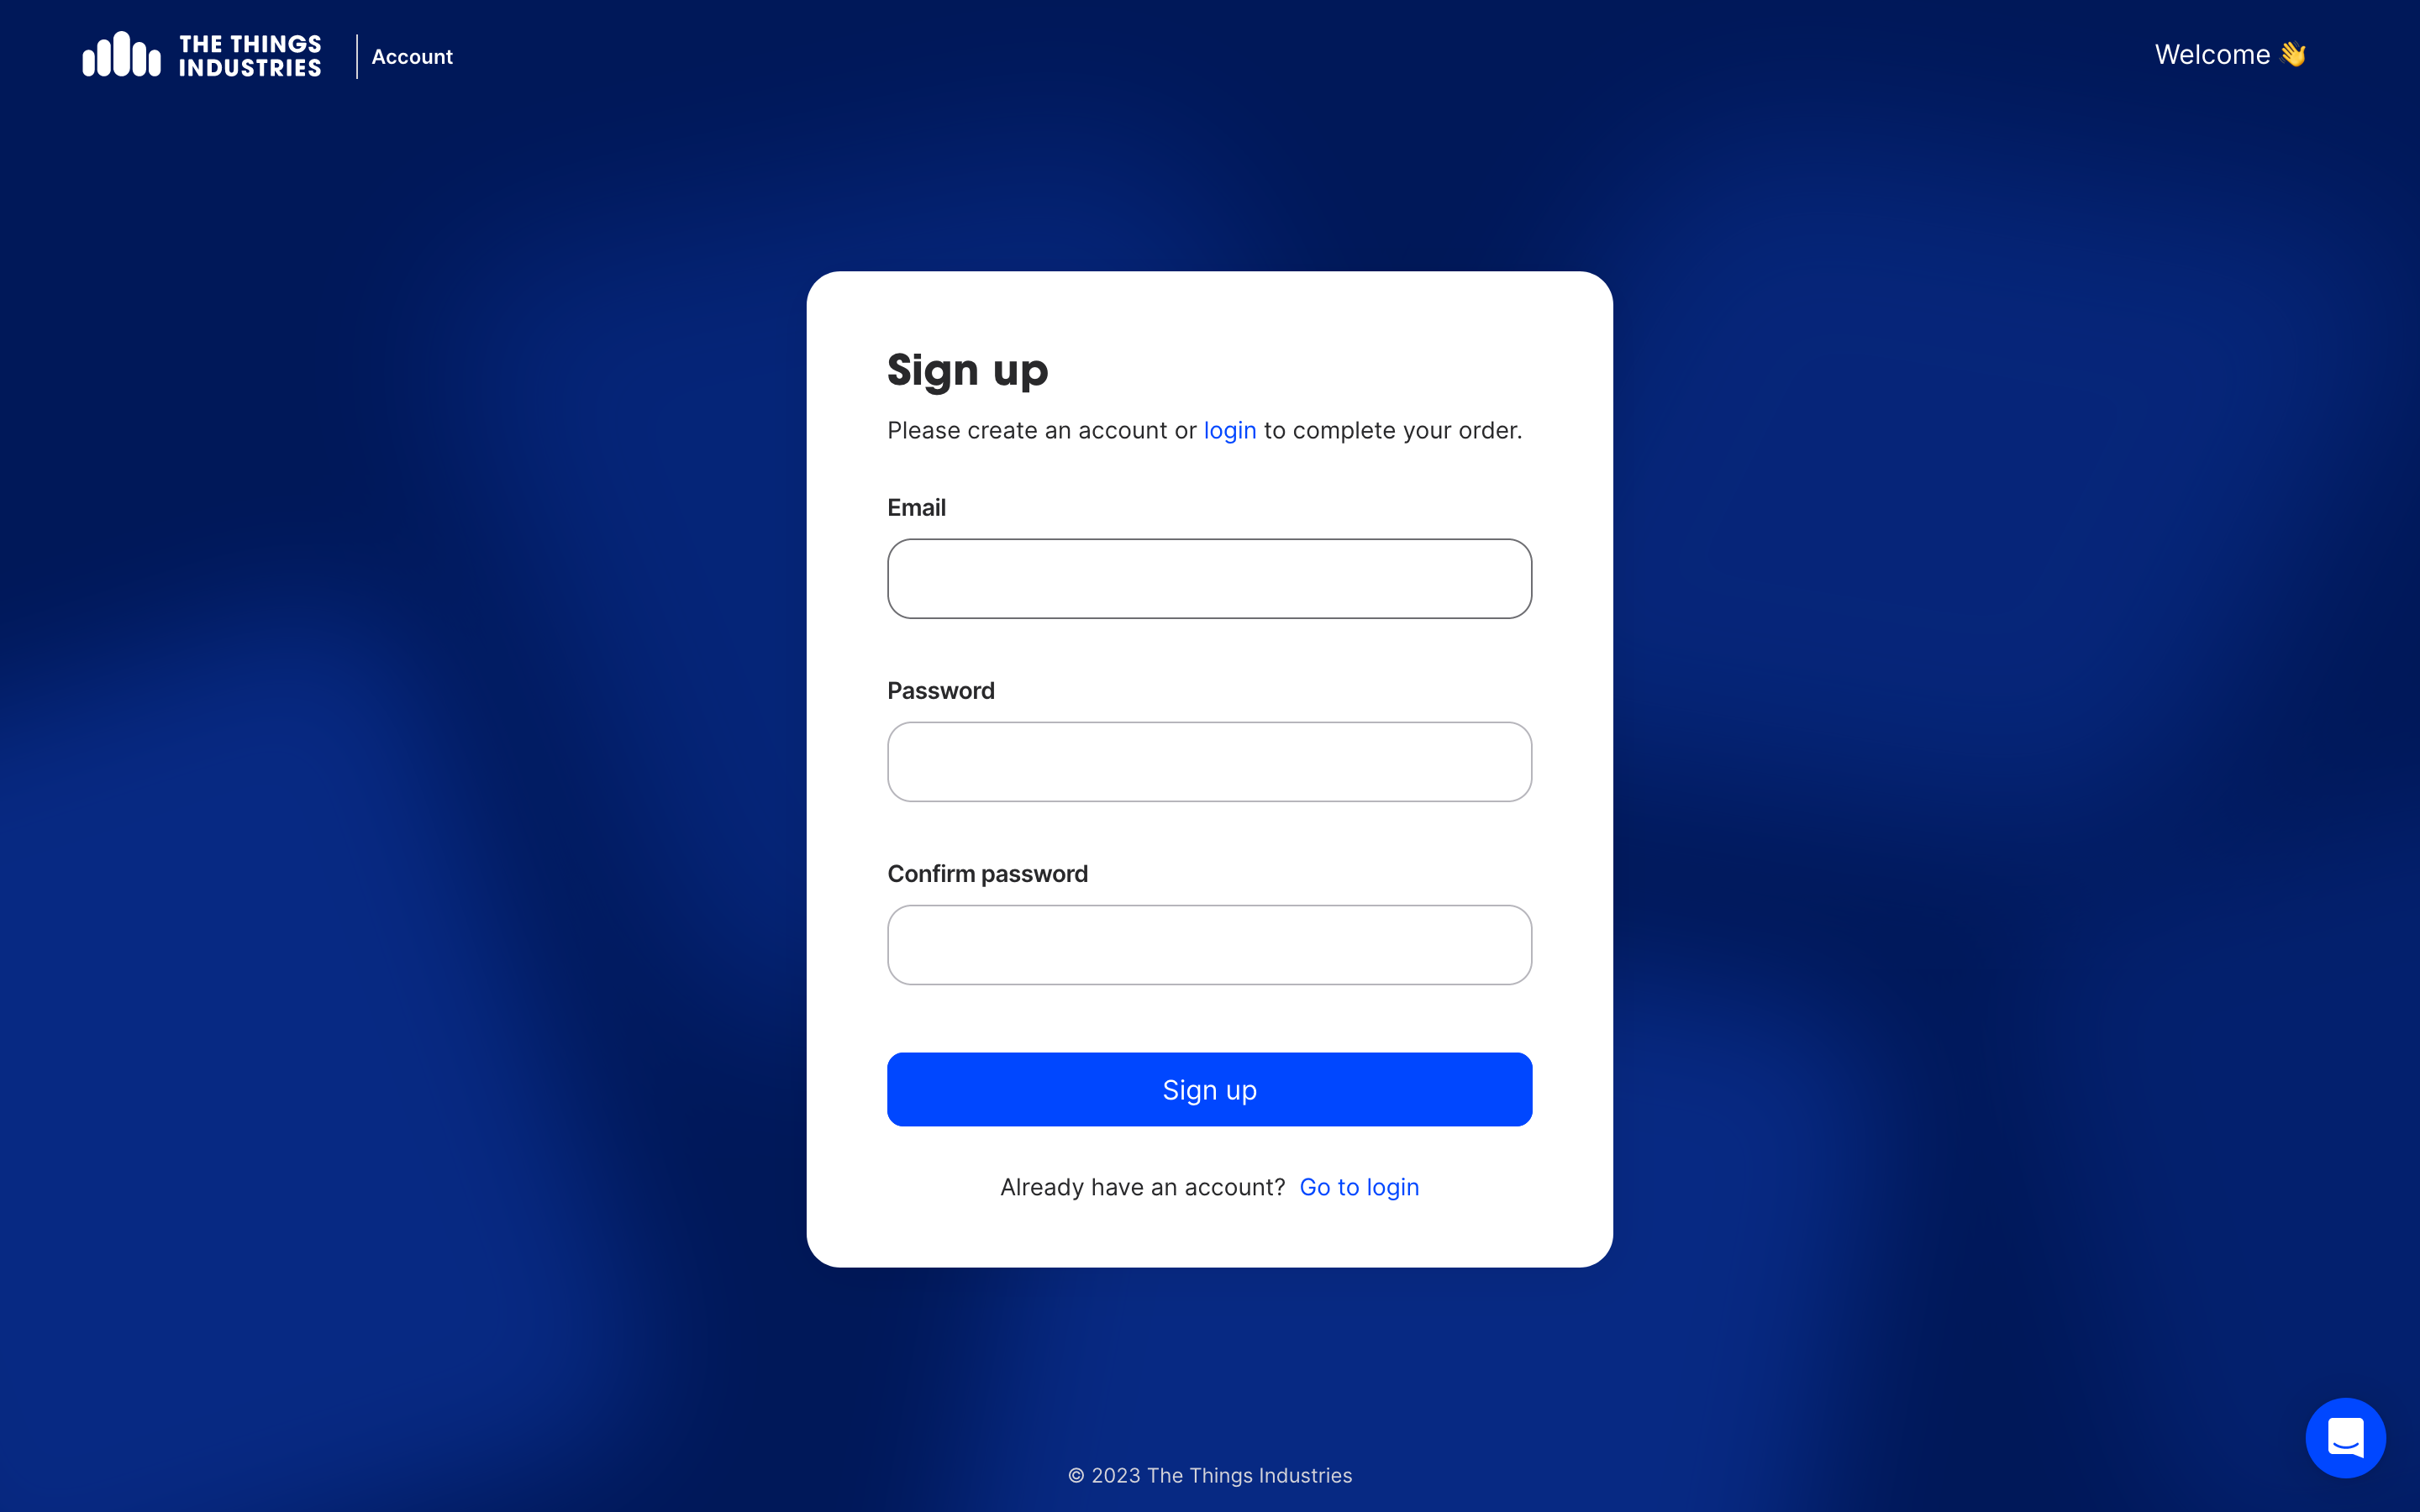 THE THINGS
INDUSTRIES
Account
Welcome 👋
Sign up
Please create an account or login to complete your order.
Email
Password
Confirm password
Sign up
Already have an account? Go to login
© 2023 The Things Industries